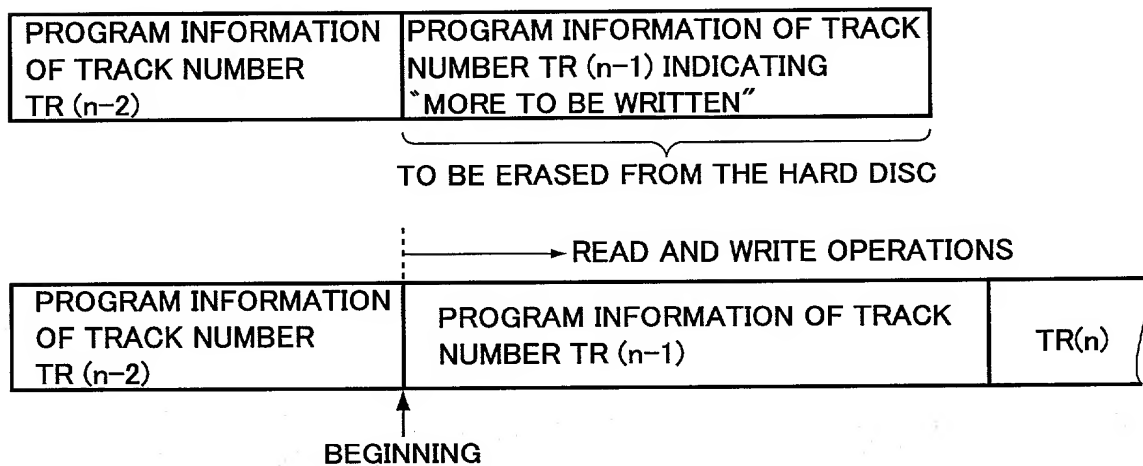 PROGRAM INFORMATION
OF TRACK NUMBER
TR (n-2)
PROGRAM INFORMATION OF TRACK
NUMBER TR (n-1) INDICATING
“MORE TO BE WRITTEN”
TO BE ERASED FROM THE HARD DISC
READ AND WRITE OPERATIONS
PROGRAM INFORMATION
OF TRACK NUMBER
TR (n-2)
PROGRAM INFORMATION OF TRACK
NUMBER TR (n-1)
TR(n)
BEGINNING